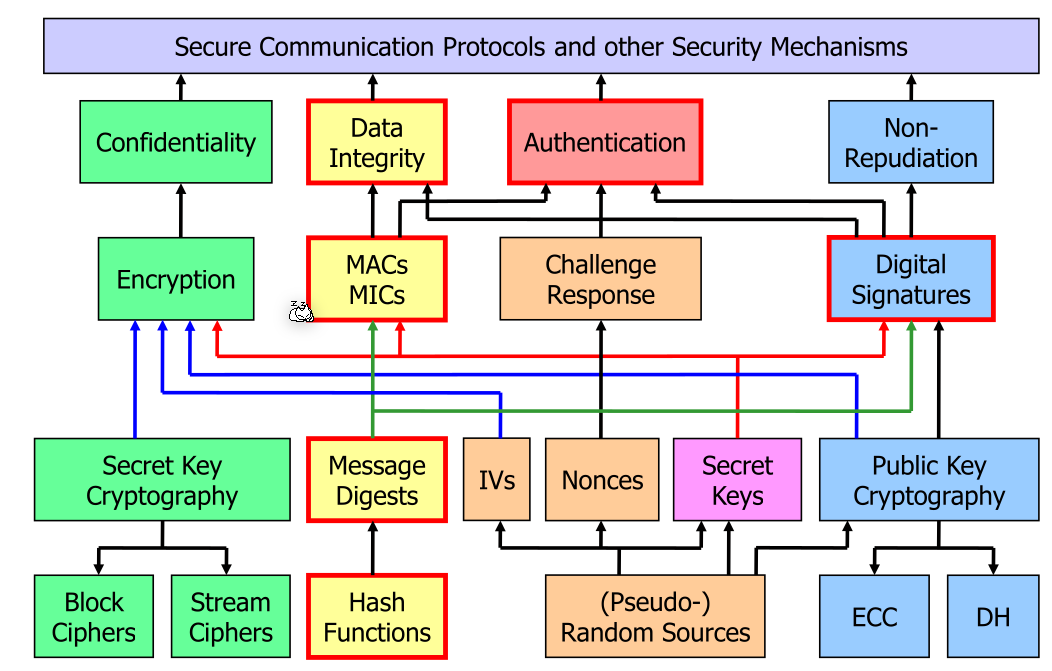 Secure Communication Protocols and other Security Mechanisms
Confidentiality
Data
Integrity
Authentication
Non-
Repudiation
Encryption
MACs
MICs
Challenge
Response
Digital
Signatures
Secret Key
Cryptography
Message
Digests
IVs
Nonces
Secret
Keys
Public Key
Cryptography
Block
Ciphers
Stream
Ciphers
Hash
Functions
(Pseudo-)
Random Sources
ECC
DH